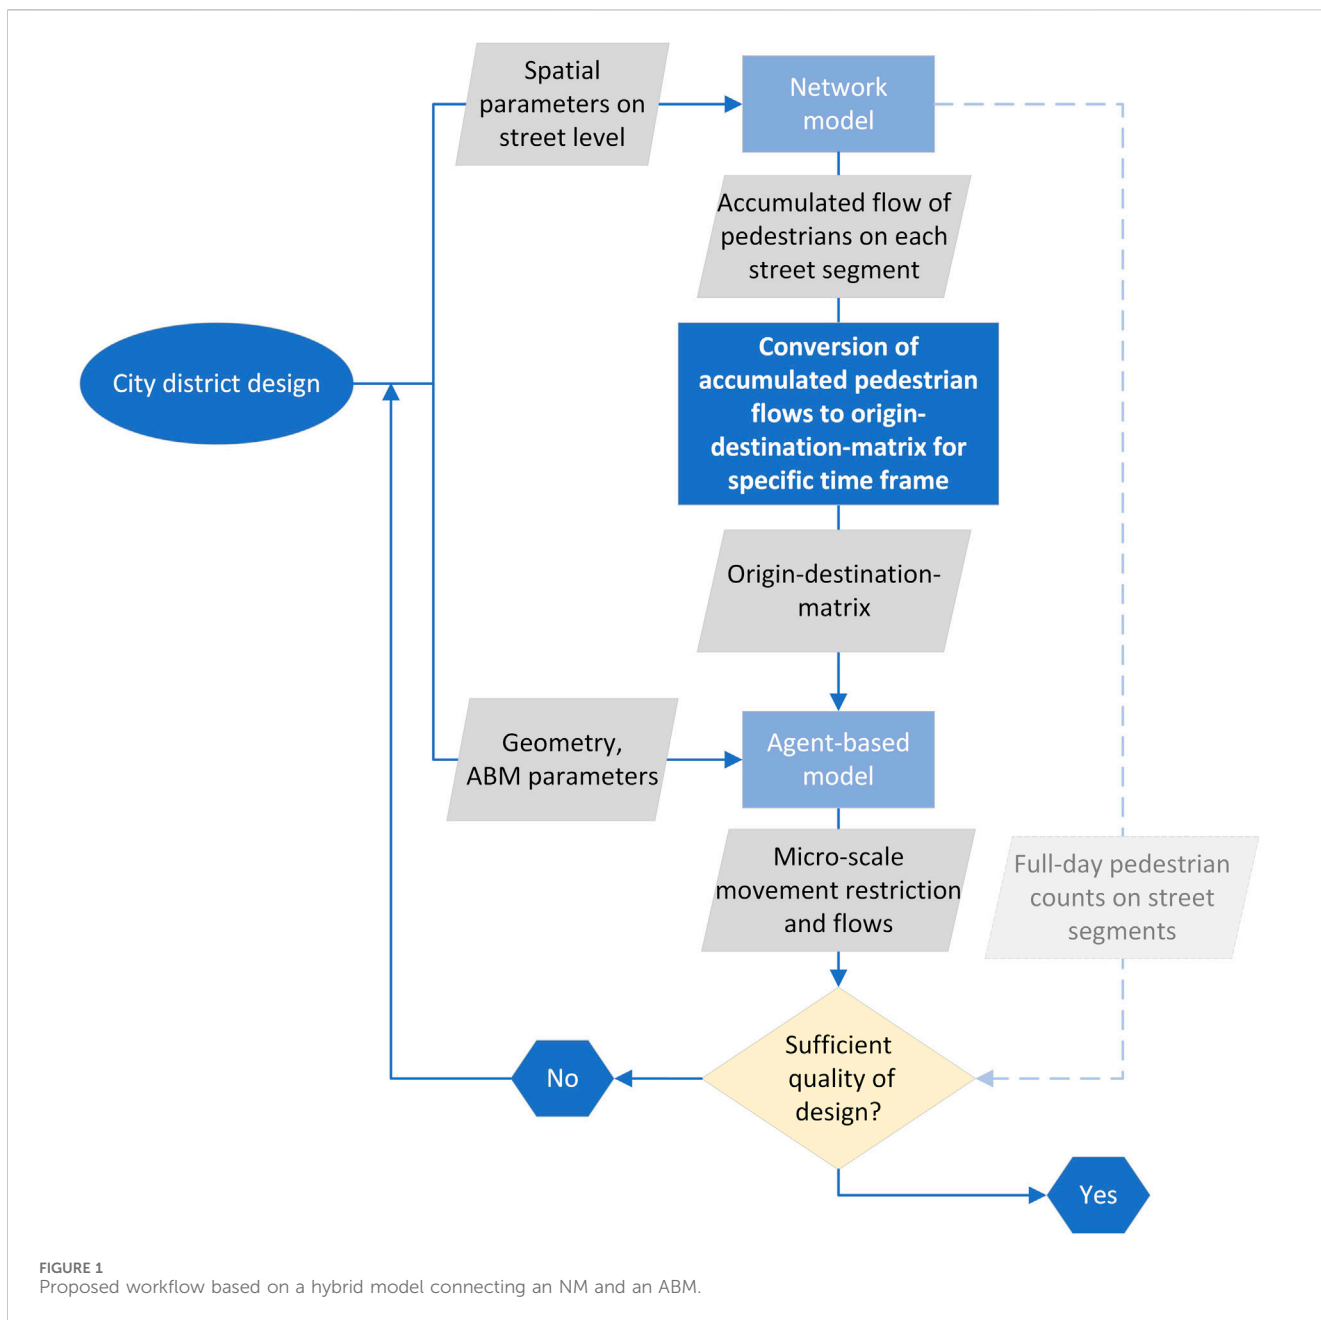 Spatial
parameters on
street level
Network
model
Accumulated flow of
pedestrians on each
street segment
City district design
Conversion of
accumulated pedestrian
flows to origin-
destination-matrix for
specific time frame
Origin-destination-
matrix
Geometry,
ABM parameters
Agent-based
model
Micro-scale
movement restriction
and flows
Full-day pedestrian
counts on street
segments
Sufficient
quality of
design?
No
Yes
FIGURE 1
Proposed workflow based on a hybrid model connecting an NM and an ABM.